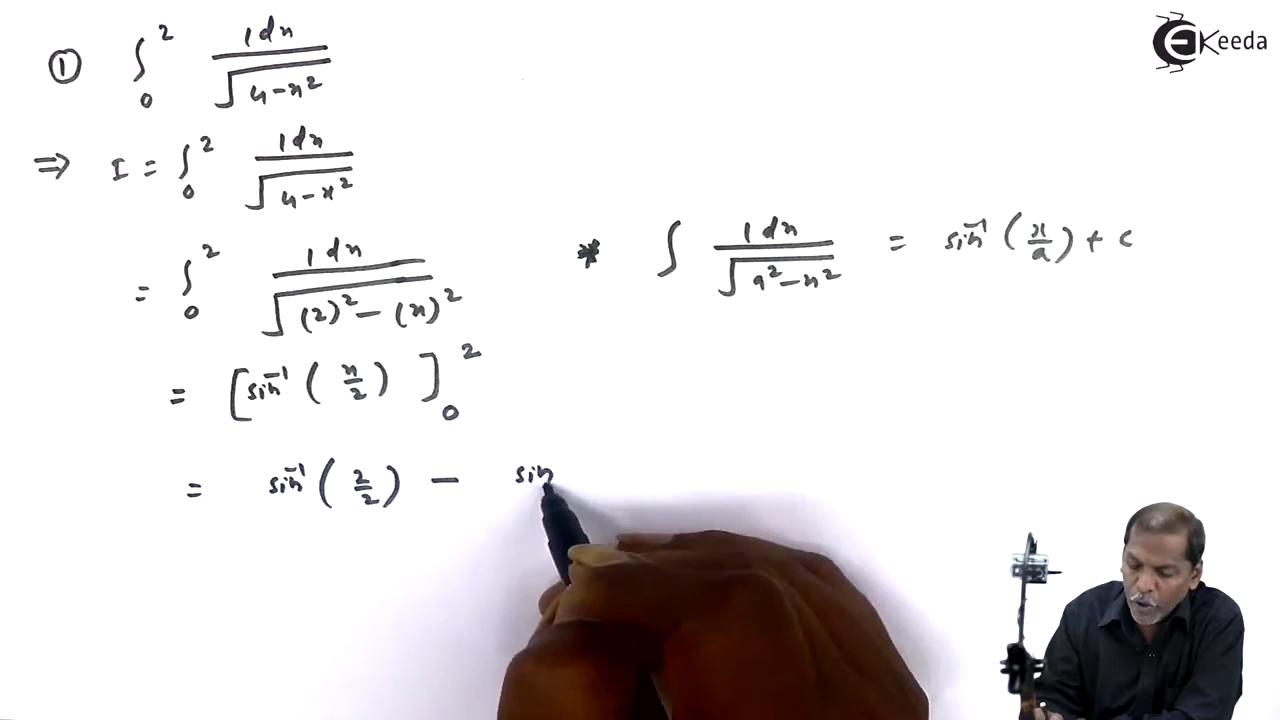 ① ∫₀² 1dx / √(4-x²)
⇒ I = ∫₀² 1dx / √(4-x²)
= ∫₀² 1dx / √((2)² - (x)²)
* ∫ 1dx / √(a²-x²) = sin⁻¹(x/a) + c
= [sin⁻¹(x/2)]₀²
= sin⁻¹(2/2) - sin
EKeeda